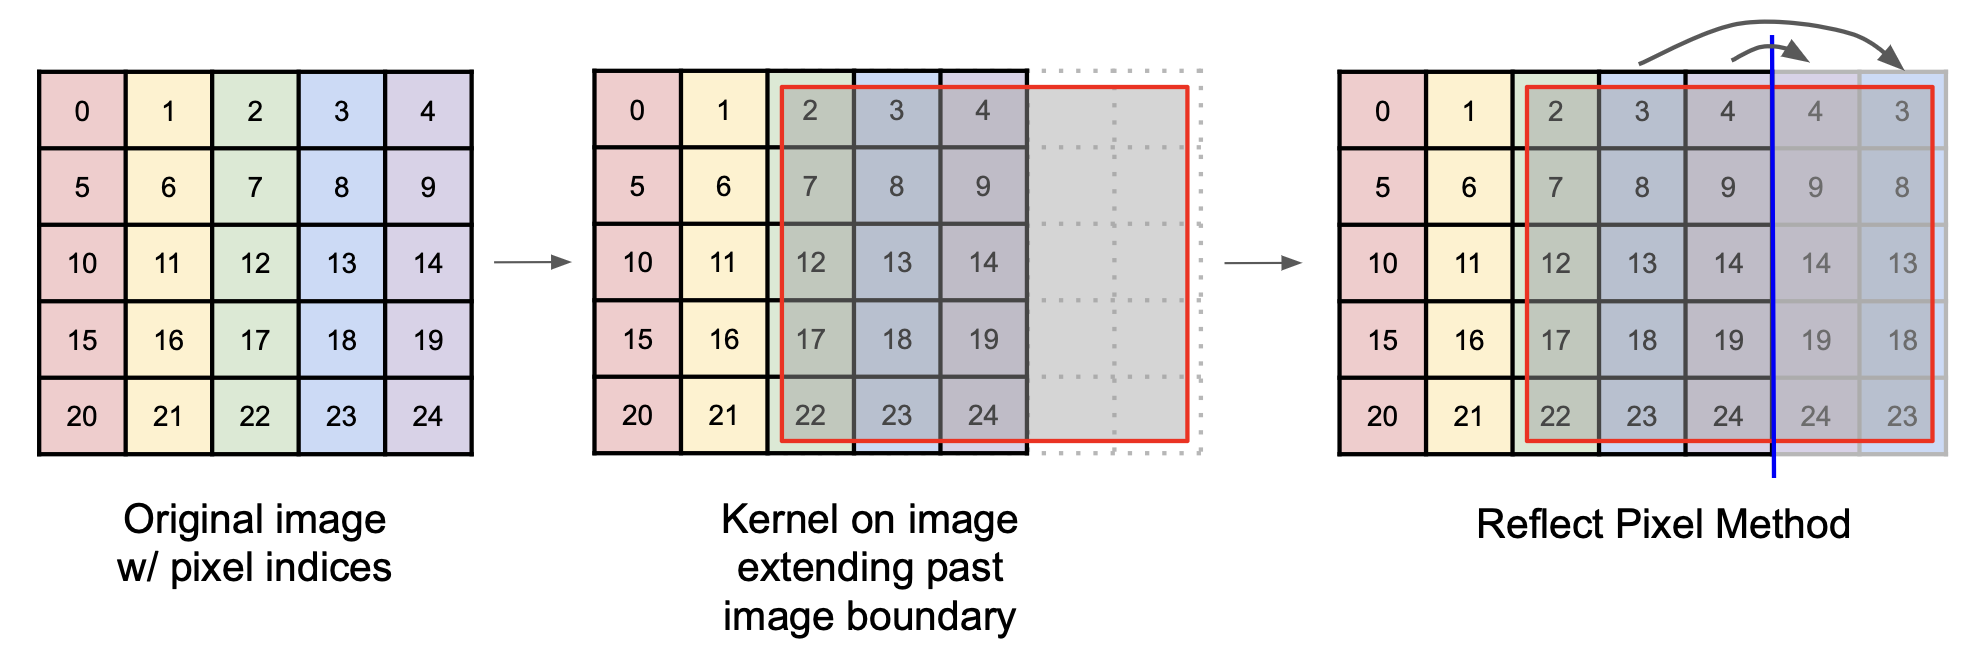 0 1 2 3 4
5 6 7 8 9
10 11 12 13 14
15 16 17 18 19
20 21 22 23 24
Original image
w/ pixel indices
0 1 2 3 4
5 6 7 8 9
10 11 12 13 14
15 16 17 18 19
20 21 22 23 24
Kernel on image
extending past
image boundary
0 1 2 3 4 4 3
5 6 7 8 9 9 8
10 11 12 13 14 14 13
15 16 17 18 19 19 18
20 21 22 23 24 24 23
Reflect Pixel Method